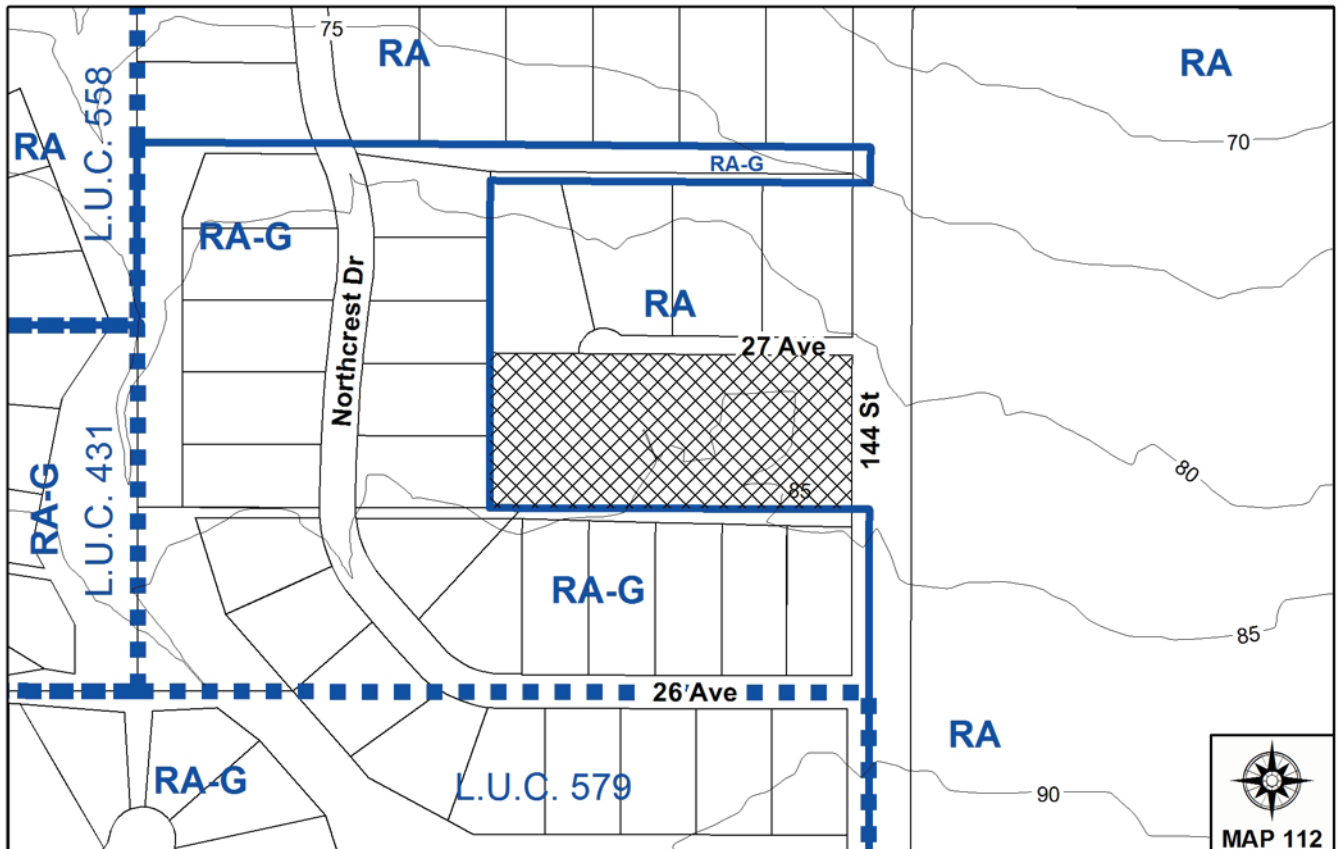 75
RA
RA
L.U.C. 558
RA
70
RA-G
RA-G
Northcrest Dr
RA
27 Ave
144 St
80
85
RA-G
L.U.C. 431
RA-G
85
26 Ave
RA
RA-G
L.U.C. 579
90
MAP 112